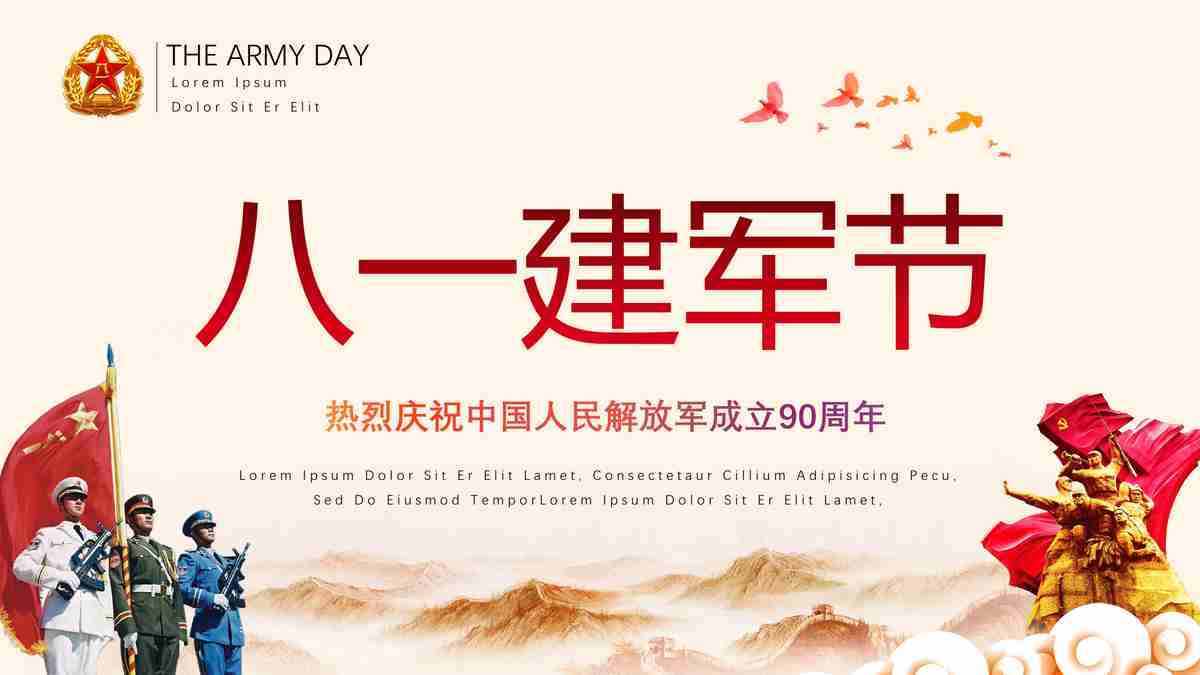 THE ARMY DAY
Lorem Ipsum
Dolor Sit Er Elit
八一建军节
热烈庆祝中国人民解放军成立90周年
Lorem Ipsum Dolor Sit Er Elit Lamet, Consectetaur Cillium Adipisicing Pecu,
Sed Do Eiusmod TemporLorem Ipsum Dolor Sit Er Elit Lamet,